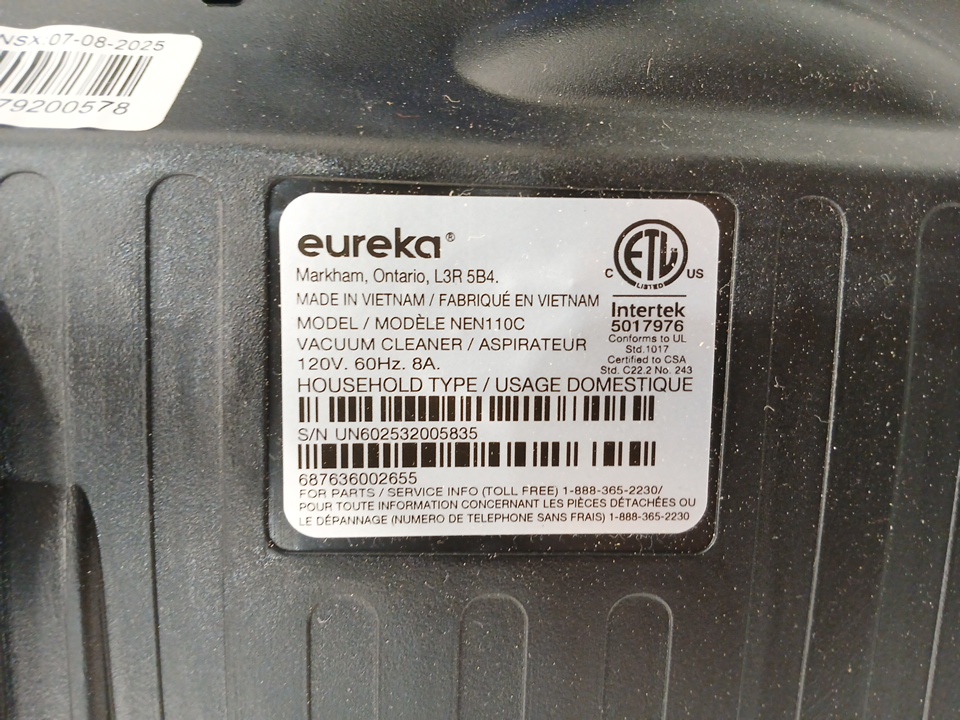 NSX.07-08-2025
79200578
eureka®
Markham, Ontario, L3R 5B4.
MADE IN VIETNAM / FABRIQUÉ EN VIETNAM
MODEL / MODÈLE NEN110C
VACUUM CLEANER / ASPIRATEUR
120V. 60Hz. 8A.
HOUSEHOLD TYPE / USAGE DOMESTIQUE
C ETL US
LISTED
Intertek
5017976
Conforms to UL
Std.1017
Certified to CSA
Std. C22.2 No. 243
S/N UN602532005835
687636002655
FOR PARTS / SERVICE INFO (TOLL FREE) 1-888-365-2230/
POUR TOUTE INFORMATION CONCERNANT LES PIÈCES DÉTACHÉES OU
LE DÉPANNAGE (NUMERO DE TELEPHONE SANS FRAIS) 1-888-365-2230